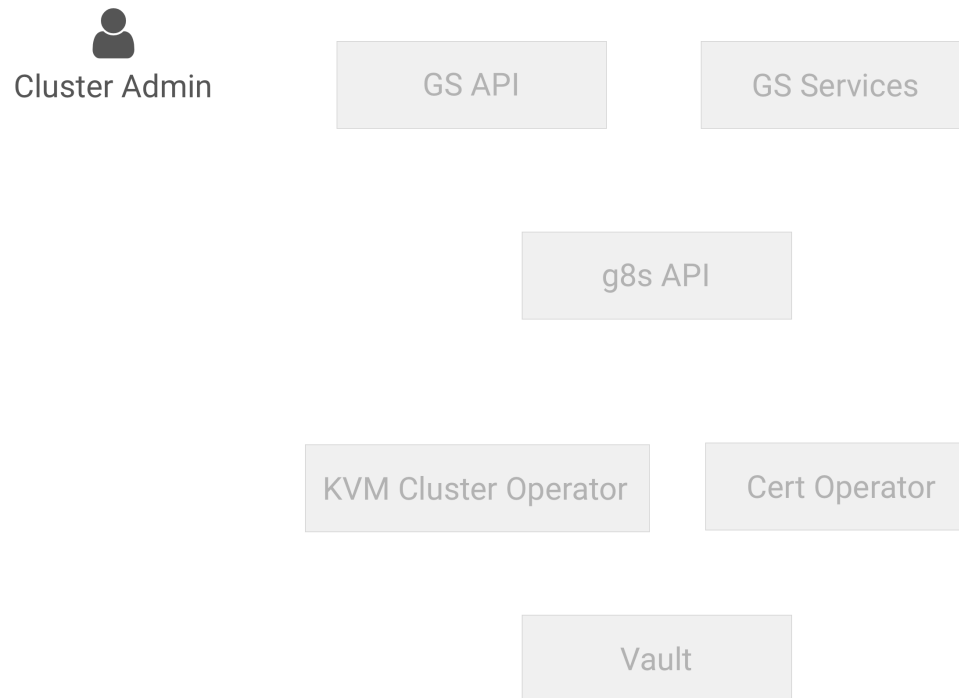 Cluster Admin
GS API
GS Services
g8s API
KVM Cluster Operator
Cert Operator
Vault